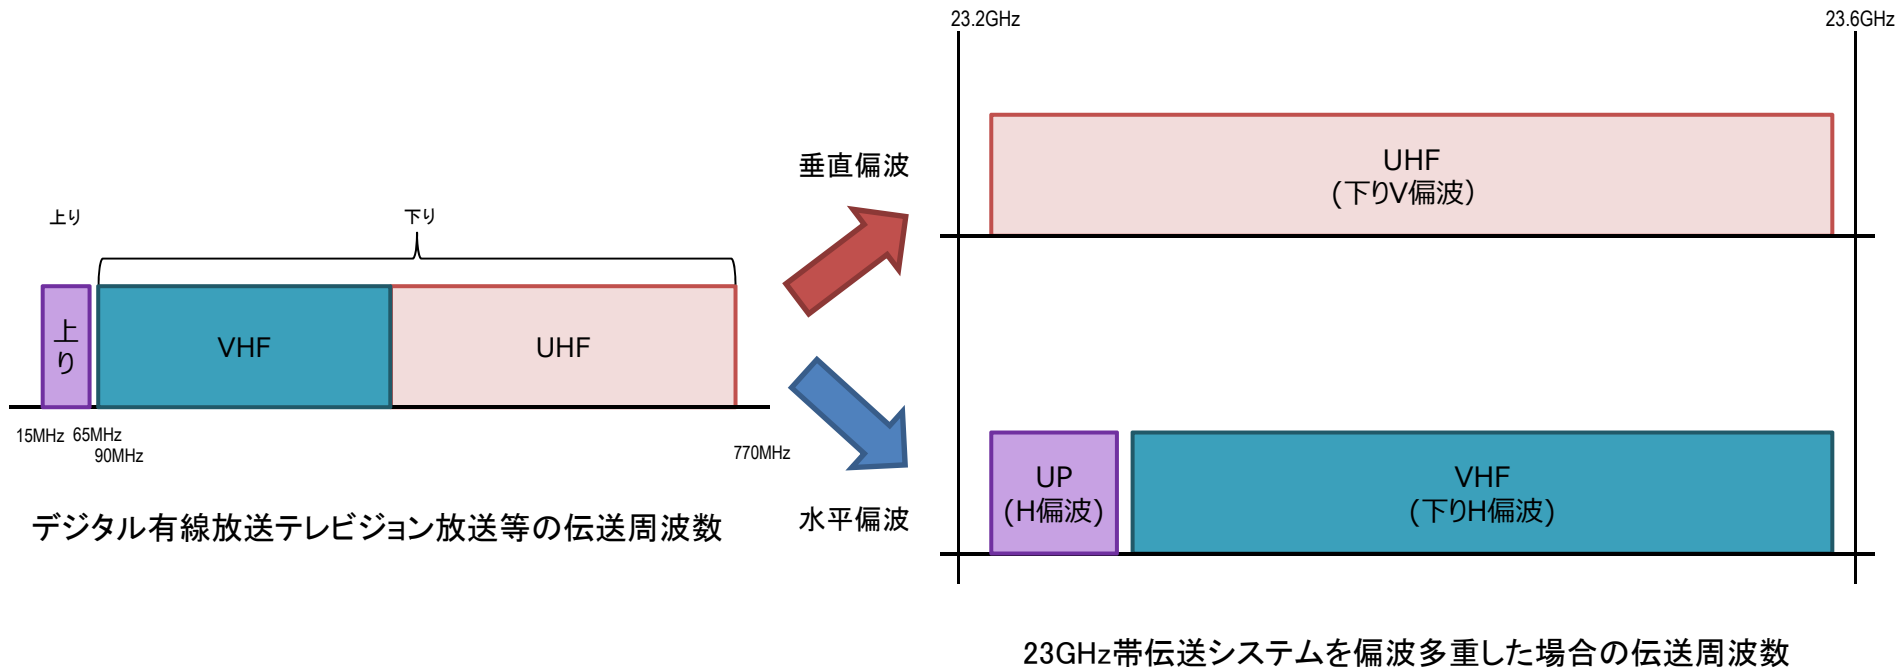 23.2GHz
23.6GHz
垂直偏波
UHF
(下りV偏波)
上り
下り
上
り
VHF
UHF
15MHz
65MHz
90MHz
770MHz
UP
(H偏波)
VHF
(下りH偏波)
水平偏波
デジタル有線放送テレビジョン放送等の伝送周波数
23GHz帯伝送システムを偏波多重した場合の伝送周波数